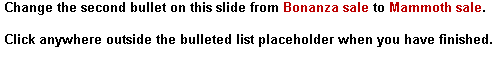 Change the second bullet on this slide from Bonanza sale to Mammoth sale.
Click anywhere outside the bulleted list placeholder when you have finished.